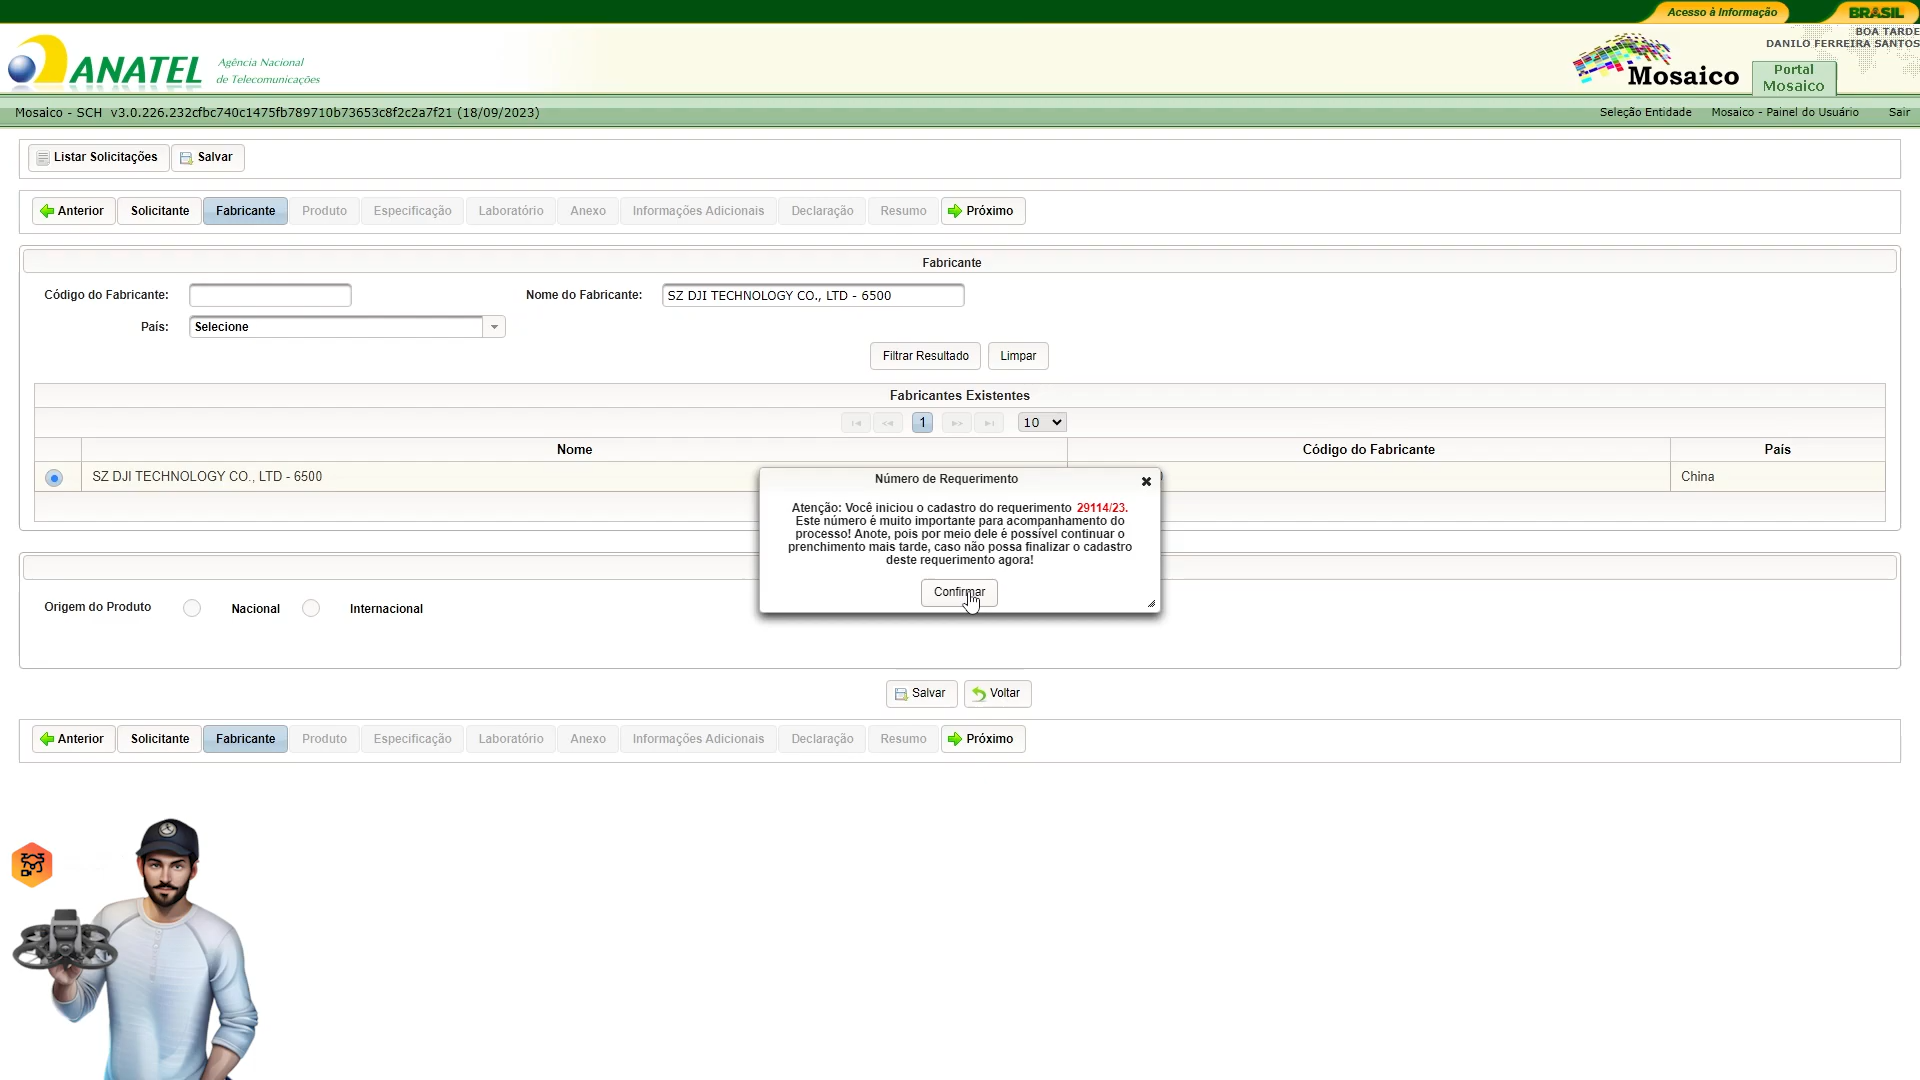 Acesso à Informação
BRASIL
BOA TARDE
DANILO FERREIRA SANTOS
ANATEL
Agência Nacional
de Telecomunicações
Mosaico
Portal
Mosaico
Mosaico - SCH v3.0.226.232cfbc740c1475fb789710b73653c8f2c2a7f21 (18/09/2023)
Seleção Entidade Mosaico - Painel do Usuário Sair
Listar Solicitações Salvar
Anterior Solicitante Fabricante Produto Especificação Laboratório Anexo Informações Adicionais Declaração Resumo Próximo
Fabricante
Código do Fabricante: Nome do Fabricante: SZ DJI TECHNOLOGY CO., LTD - 6500
País: Selecione
Filtrar Resultado Limpar
Fabricantes Existentes
1 10
Nome Código do Fabricante País
SZ DJI TECHNOLOGY CO., LTD - 6500 China
Número de Requerimento
Atenção: Você iniciou o cadastro do requerimento 29114/23.
Este número é muito importante para acompanhamento do
processo! Anote, pois por meio dele é possível continuar o
prenchimento mais tarde, caso não possa finalizar o cadastro
deste requerimento agora!
Confirmar
Origem do Produto Nacional Internacional
Salvar Voltar
Anterior Solicitante Fabricante Produto Especificação Laboratório Anexo Informações Adicionais Declaração Resumo Próximo